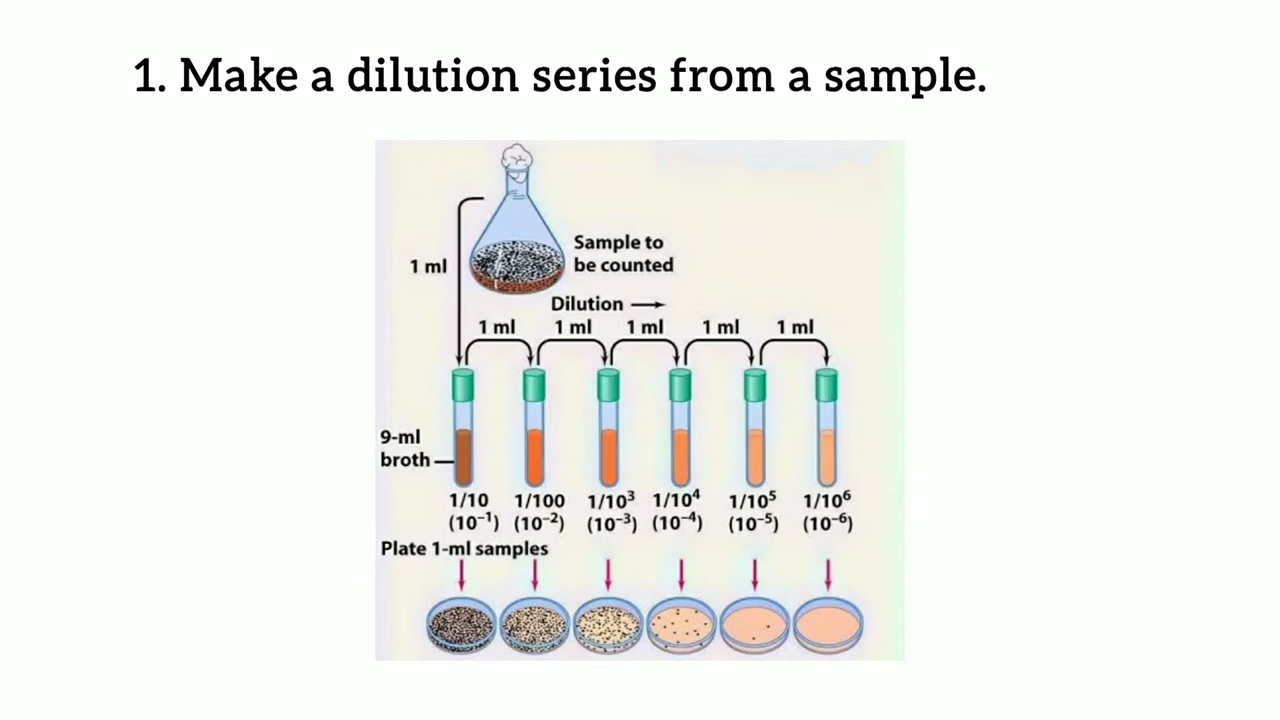 1. Make a dilution series from a sample.
1 ml
Sample to
be counted
Dilution →
1 ml 1 ml 1 ml 1 ml 1 ml
9-ml
broth
1/10 1/100 1/10³ 1/10⁴ 1/10⁵ 1/10⁶
(10⁻¹) (10⁻²) (10⁻³) (10⁻⁴) (10⁻⁵) (10⁻⁶)
Plate 1-ml samples